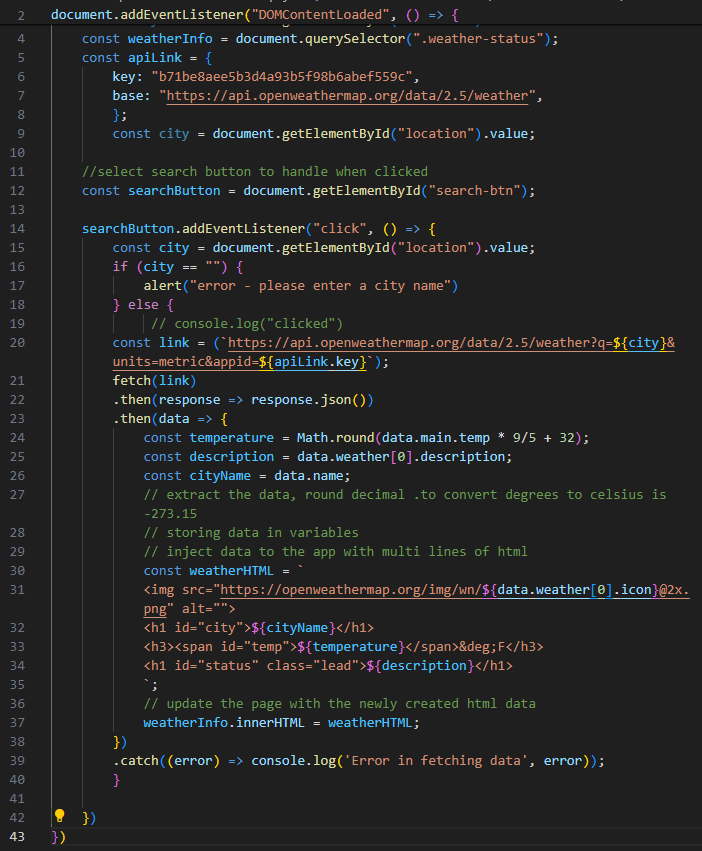 2 document.addEventListener("DOMContentLoaded", () => {
4 const weatherInfo = document.querySelector(".weather-status");
5 const apiLink = {
6 key: "b71be8aee5b3d4a93b5f98b6abef559c",
7 base: "https://api.openweathermap.org/data/2.5/weather",
8 };
9 const city = document.getElementById("location").value;
10
11 //select search button to handle when clicked
12 const searchButton = document.getElementById("search-btn");
13
14 searchButton.addEventListener("click", () => {
15 const city = document.getElementById("location").value;
16 if (city == "") {
17 alert("error - please enter a city name")
18 } else {
19 // console.log("clicked")
20 const link = (`https://api.openweathermap.org/data/2.5/weather?q=${city}&
units=metric&appid=${apiLink.key}`);
21 fetch(link)
22 .then(response => response.json())
23 .then(data => {
24 const temperature = Math.round(data.main.temp * 9/5 + 32);
25 const description = data.weather[0].description;
26 const cityName = data.name;
27 // extract the data, round decimal .to convert degrees to celsius is
-273.15
28 // storing data in variables
29 // inject data to the app with multi lines of html
30 const weatherHTML = `
31 <img src="https://openweathermap.org/img/wn/${data.weather[0].icon}@2x.
png" alt="">
32 <h1 id="city">${cityName}</h1>
33 <h3><span id="temp">${temperature}</span>&deg;F</h3>
34 <h1 id="status" class="lead">${description}</h1>
35 `;
36 // update the page with the newly created html data
37 weatherInfo.innerHTML = weatherHTML;
38 })
39 .catch((error) => console.log('Error in fetching data', error));
40 }
41
42 })
43 })